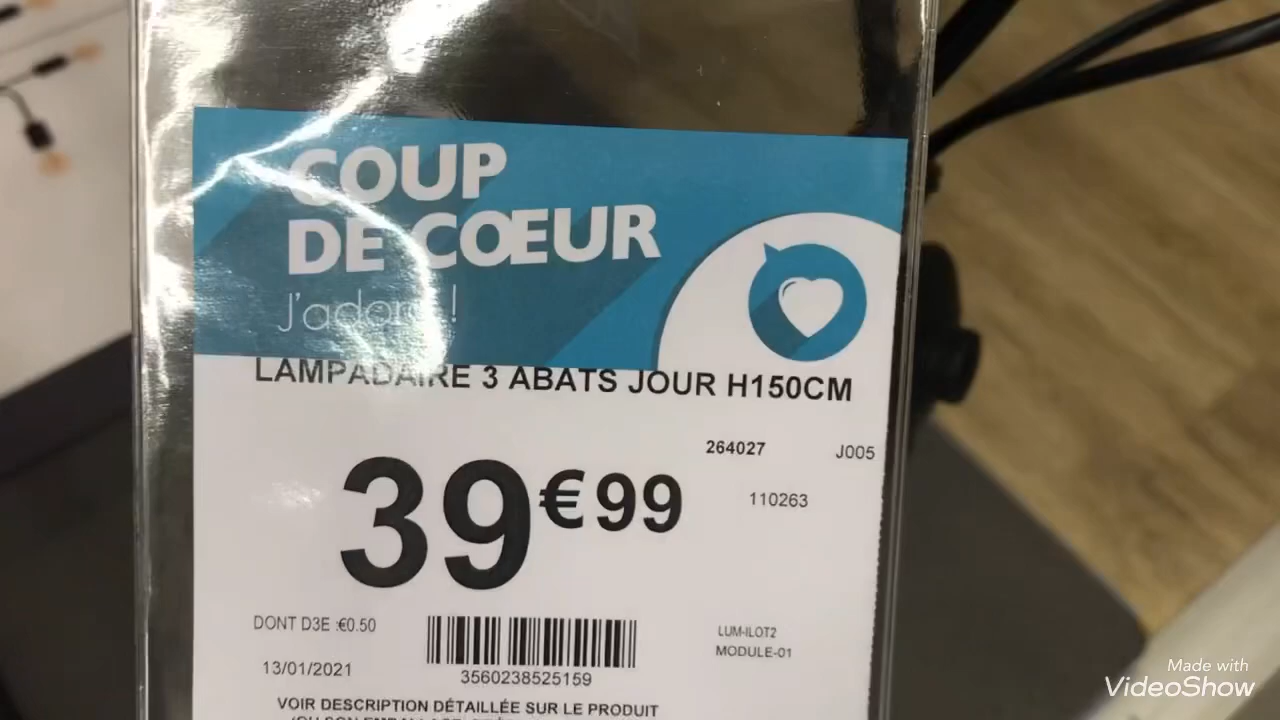 COUP
DE CŒUR
J'adore !
LAMPADAIRE 3 ABATS JOUR H150CM
264027 J005
39€99
110263
DONT D3E :€0.50
LUM-ILOT2
MODULE-01
13/01/2021
3560238525159
VOIR DESCRIPTION DÉTAILLÉE SUR LE PRODUIT
Made with
VideoShow